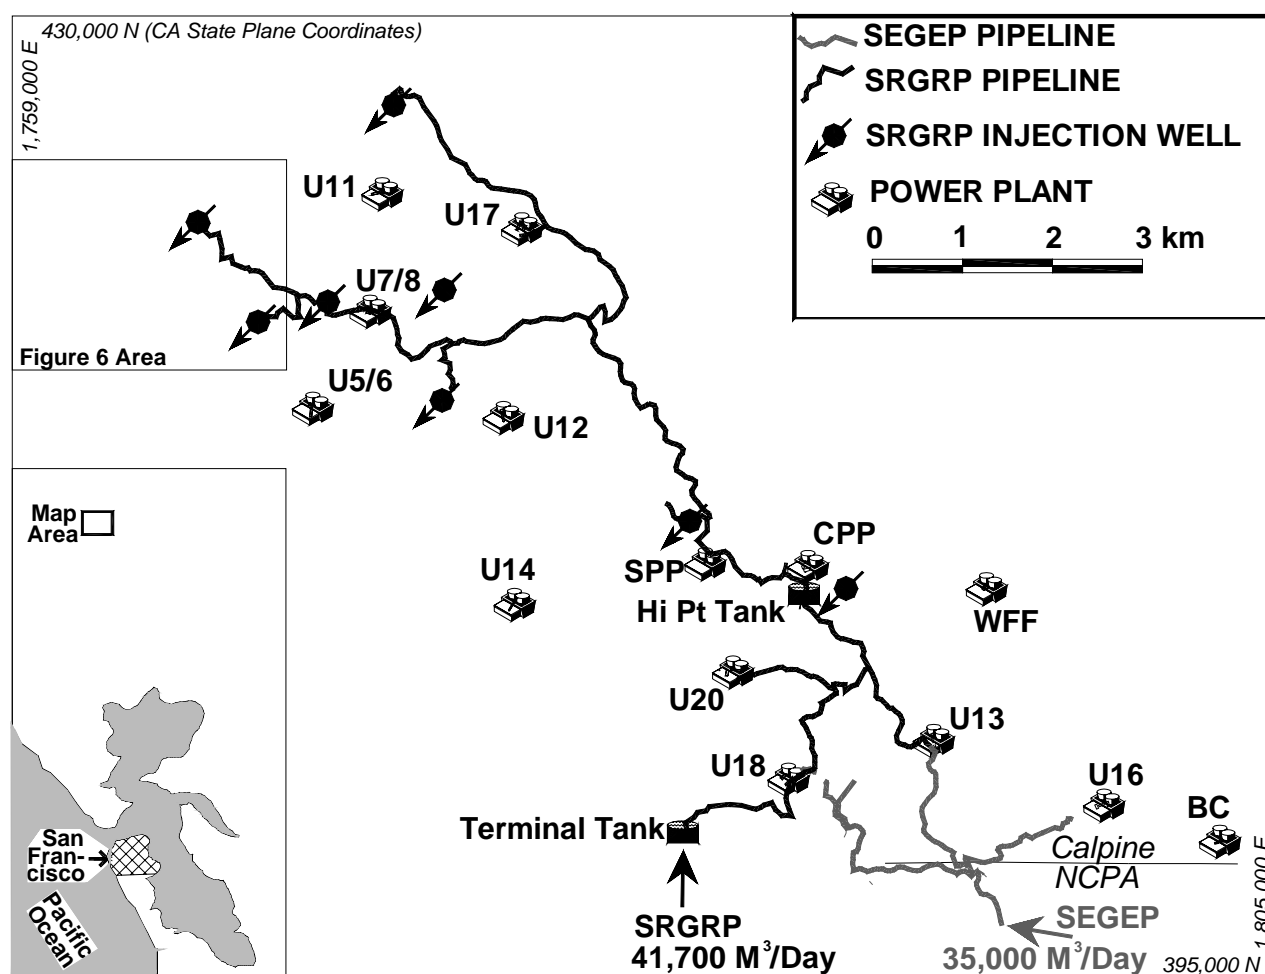 430,000 N (CA State Plane Coordinates)
1,759,000 E
SEGEP PIPELINE
SRGRP PIPELINE
SRGRP INJECTION WELL
POWER PLANT
0 1 2 3 km
U11
U17
U7/8
Figure 6 Area
U5/6
U12
Map
Area
CPP
SPP
U14
Hi Pt Tank
WFF
U20
U13
U18
U16
BC
Terminal Tank
Calpine
NCPA
San
Fran-
cisco
Pacific
Ocean
SRGRP
41,700 M³/Day
SEGEP
35,000 M³/Day
1,805,000 E
395,000 N